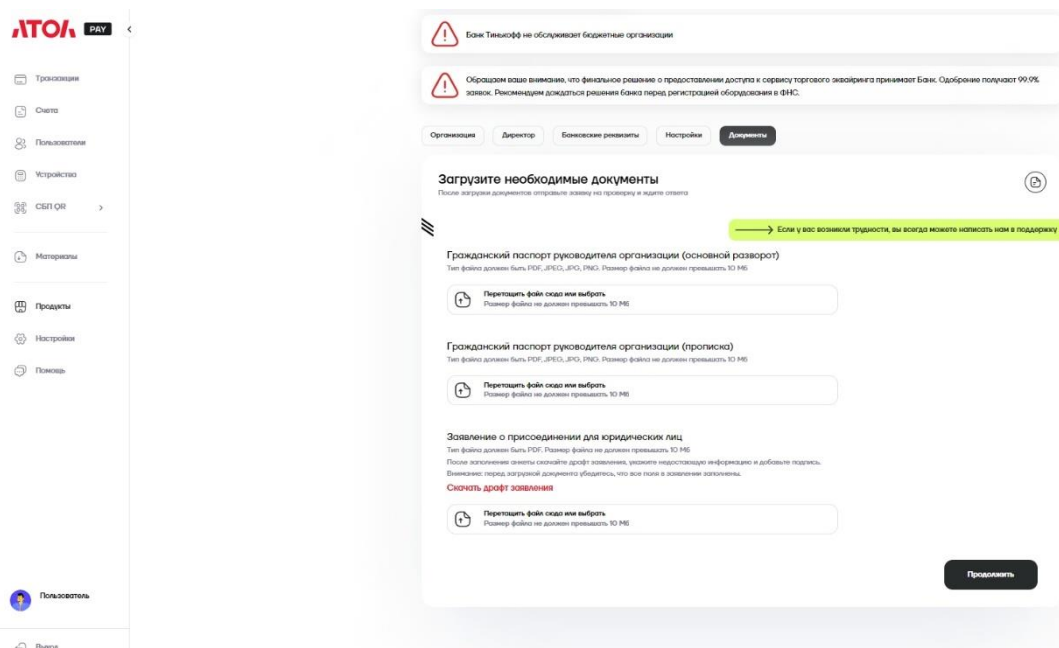 АТОЛ PAY
Транзакции
Счета
Пользователи
Устройства
СБП QR
Материалы
Продукты
Настройки
Помощь
Пользователь
Выход
Банк Тинькофф не обслуживает бюджетные организации
Обращаем ваше внимание, что финальное решение о предоставлении доступа к сервису торгового эквайринга принимает Банк. Одобрение получают 99.9%
заявок. Рекомендуем дождаться решения банка перед регистрацией оборудования в ФНС.
Организация Директор Банковские реквизиты Настройки Документы
Загрузите необходимые документы
После загрузки документов отправьте заявку на проверку и ждите ответа
Если у вас возникли трудности, вы всегда можете написать нам в поддержку
Гражданский паспорт руководителя организации (основной разворот)
Тип файла должен быть PDF, JPEG, JPG, PNG. Размер файла не должен превышать 10 Мб
Перетащить файл сюда или выбрать
Размер файла не должен превышать 10 Мб
Гражданский паспорт руководителя организации (прописка)
Тип файла должен быть PDF, JPEG, JPG, PNG. Размер файла не должен превышать 10 Мб
Перетащить файл сюда или выбрать
Размер файла не должен превышать 10 Мб
Заявление о присоединении для юридических лиц
Тип файла должен быть PDF. Размер файла не должен превышать 10 Мб
После заполнения анкеты скачайте драфт заявления, укажите недостающую информацию и добавьте подпись.
Внимание: перед загрузкой документа убедитесь, что все поля в заявлении заполнены.
Скачать драфт заявления
Перетащить файл сюда или выбрать
Размер файла не должен превышать 10 Мб
Продолжить